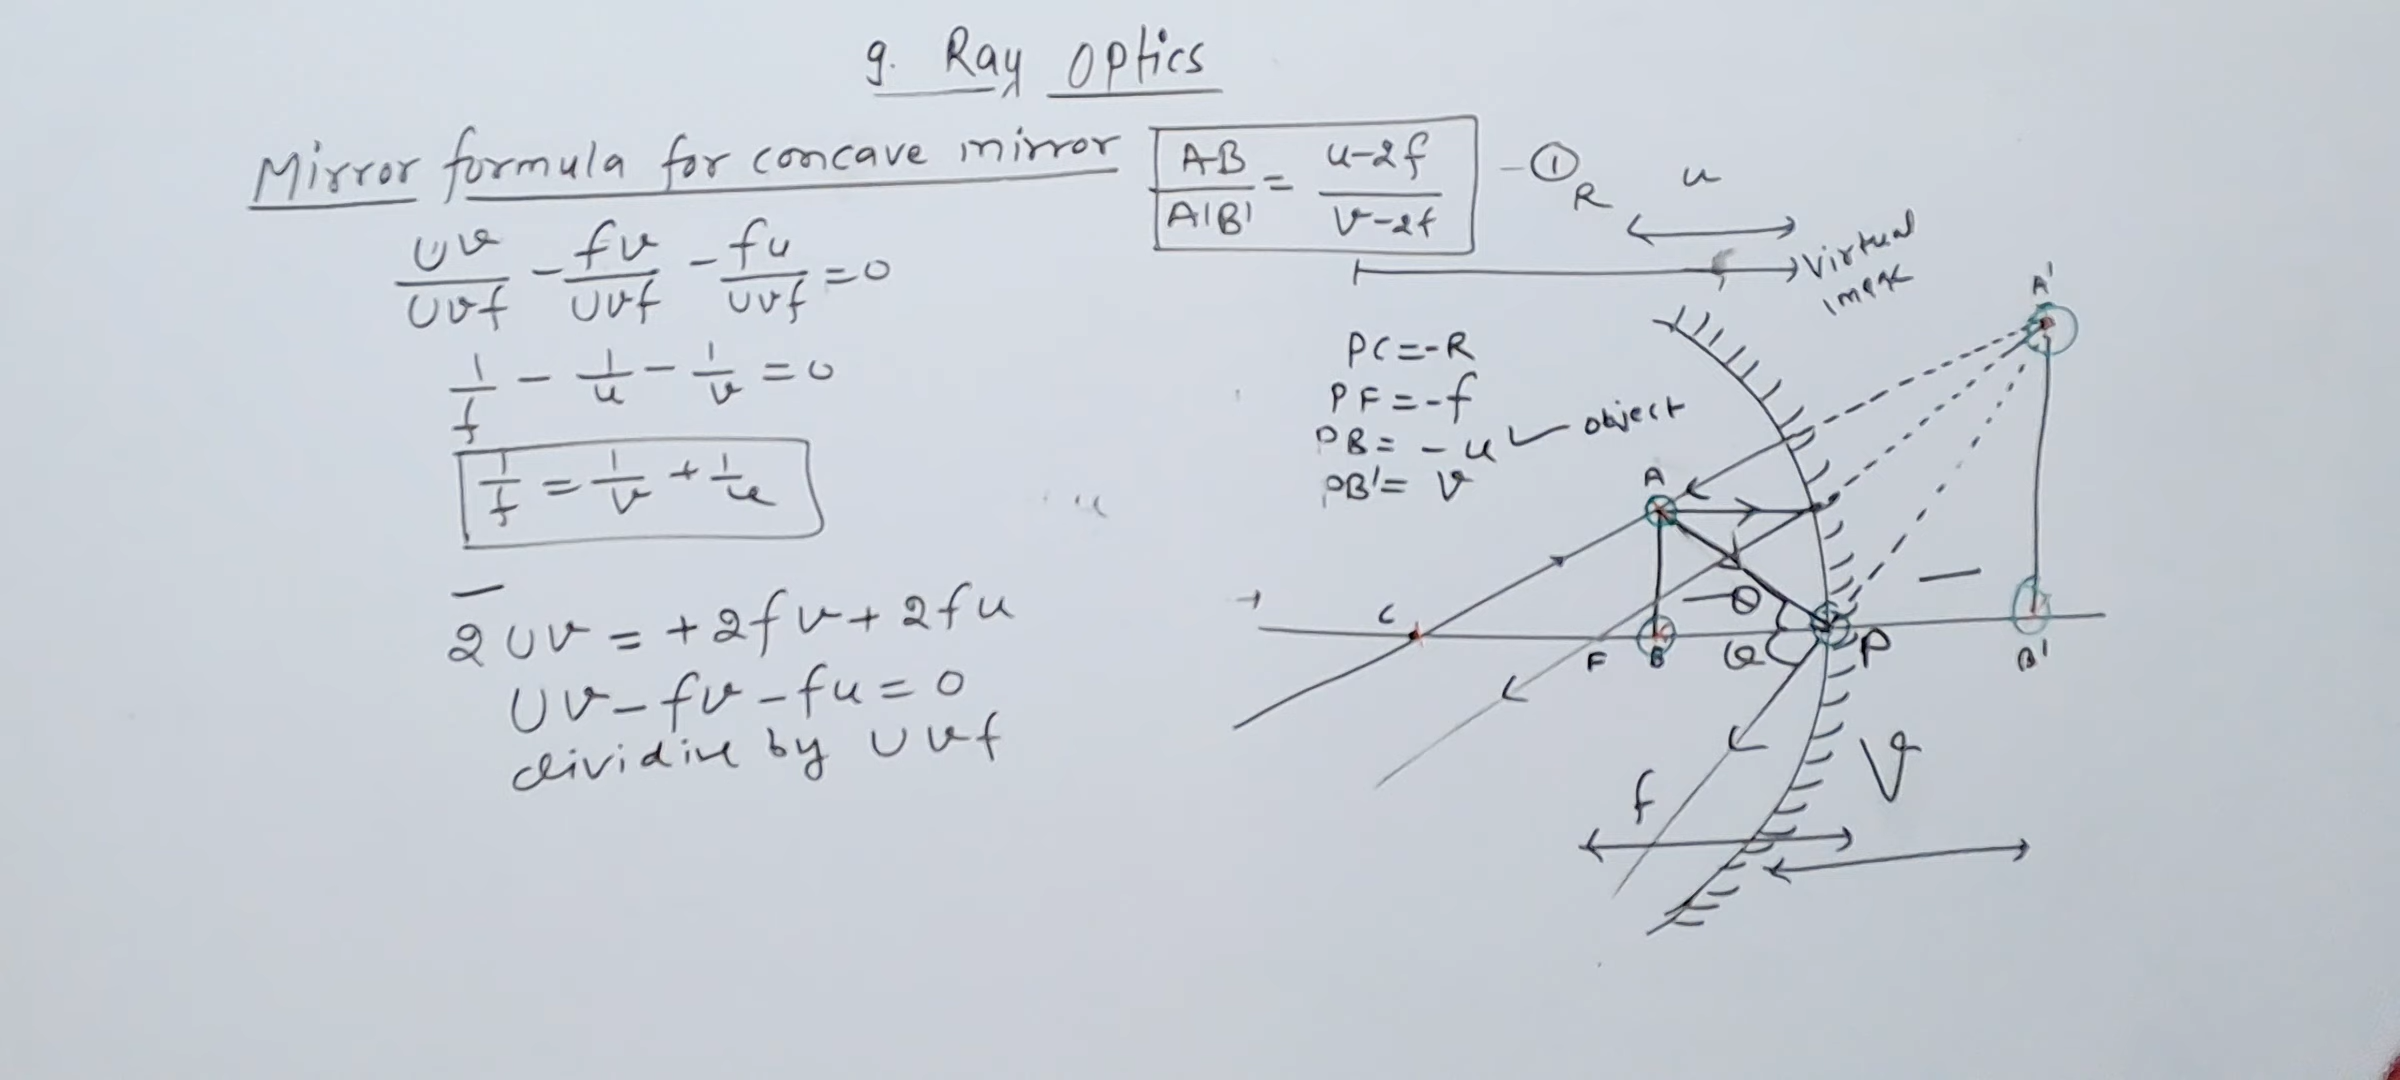 9. Ray Optics
Mirror formula for concave mirror
AB/A'B' = u-2f/v-2f - ①
uv/uvf - fv/uvf - fu/uvf = 0
1/f - 1/u - 1/v = 0
1/f = 1/v + 1/u
2uv = +2fv + 2fu
uv - fv - fu = 0
dividing by uvf
R
u
Virtual
image
PC = -R
PF = -f
PB = -u object
PB' = v
A'
A
θ
C
F
B
θ
P
B'
f
v